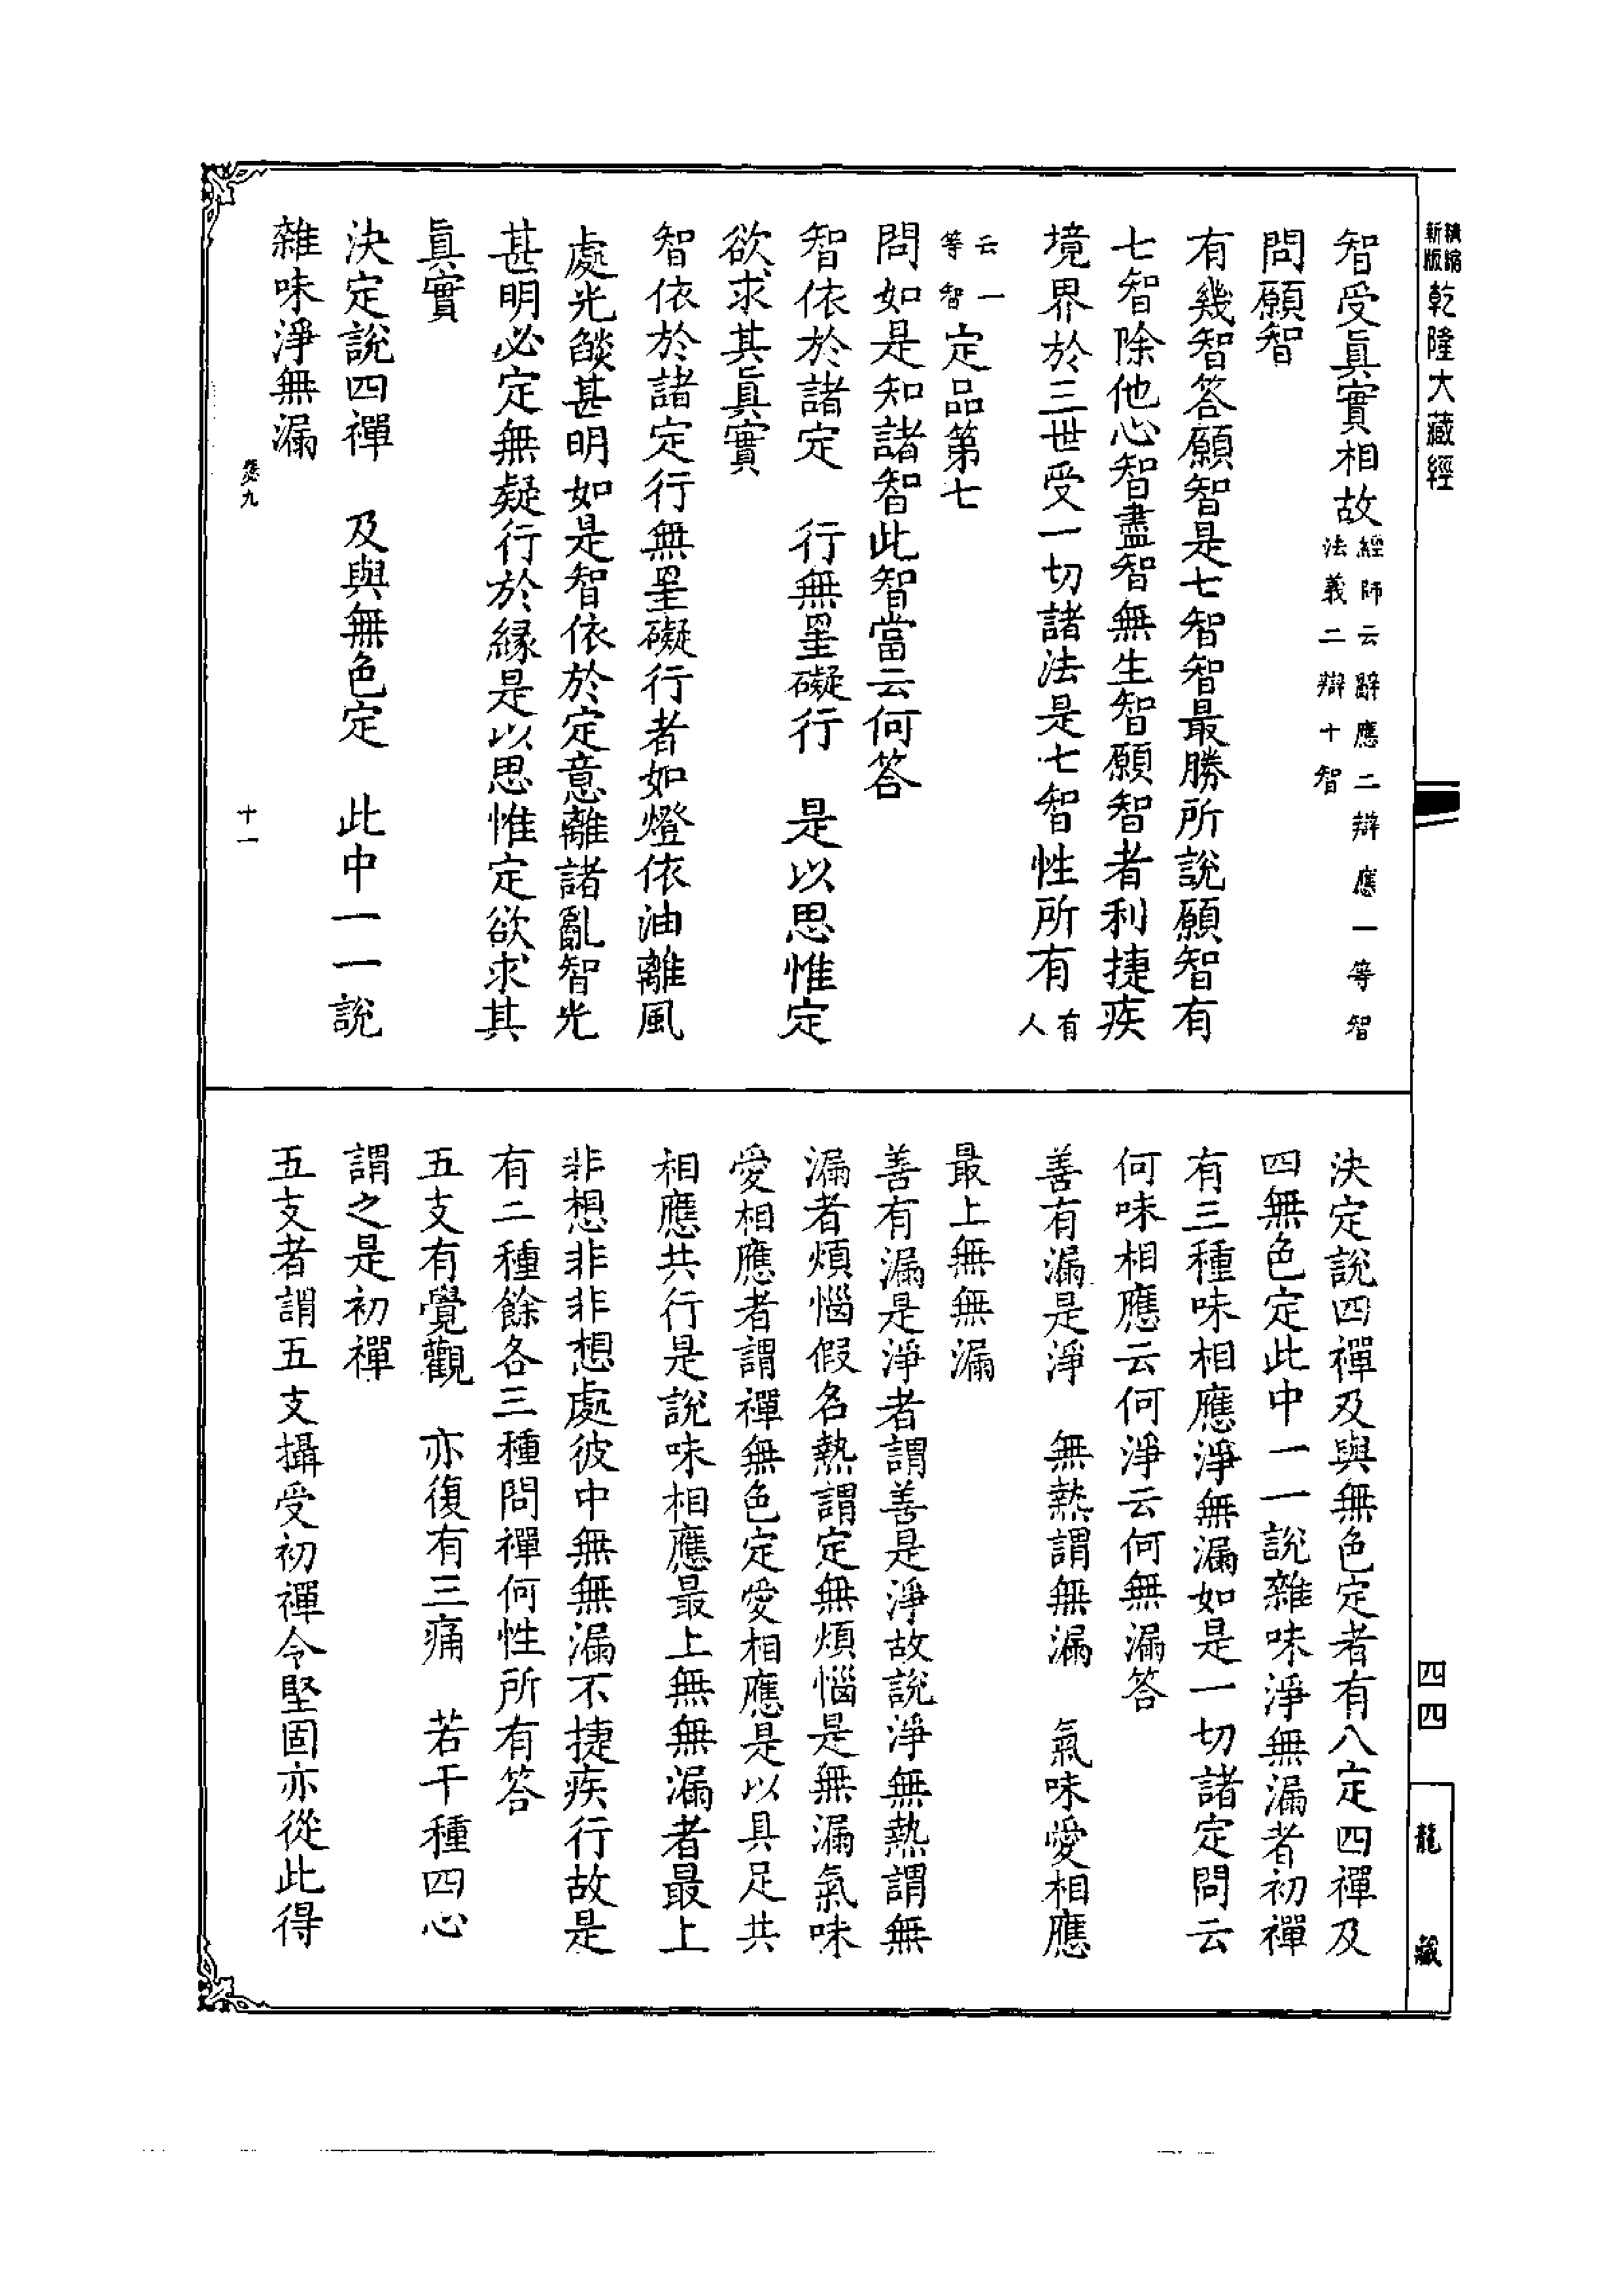 精縮
新版
乾隆大藏經
智受眞實相故經師云辭應二辯應一等智
法義二辯十智
問願智
有幾智答願智是七智智最勝所說願智有
七智除他心智盡智無生智願智者利捷疾
境界於三世受一切諸法是七智性所有有
人
云一
等智定品第七
問如是知諸智此智當云何答
智依於諸定　行無罣礙行　是以思惟定
欲求其眞實
智依於諸定行無罣礙行者如燈依油離風
處光燄甚明如是智依於定意離諸亂智光
甚明必定無疑行於緣是以思惟定欲求其
眞實
決定說四禪　及與無色定　此中一一說
雜味淨無漏
卷九
十一
決定說四禪及與無色定者有八定四禪及
四無色定此中一一說雜味淨無漏者初禪
有三種味相應淨無漏如是一切諸定問云
何味相應云何淨云何無漏答
善有漏是淨　無熱謂無漏　氣味愛相應
最上無無漏
善有漏是淨者謂善是淨故說淨無熱謂無
漏者煩惱假名熱謂定無煩惱是無漏氣味
愛相應者謂禪無色定愛相應是以具足共
相應共行是說味相應最上無無漏者最上
非想非非想處彼中無無漏不捷疾行故是
有二種餘各三種問禪何性所有答
五支有覺觀　亦復有三痛　若干種四心
謂之是初禪
五支者謂五支攝受初禪令堅固亦從此得
四四
龍藏